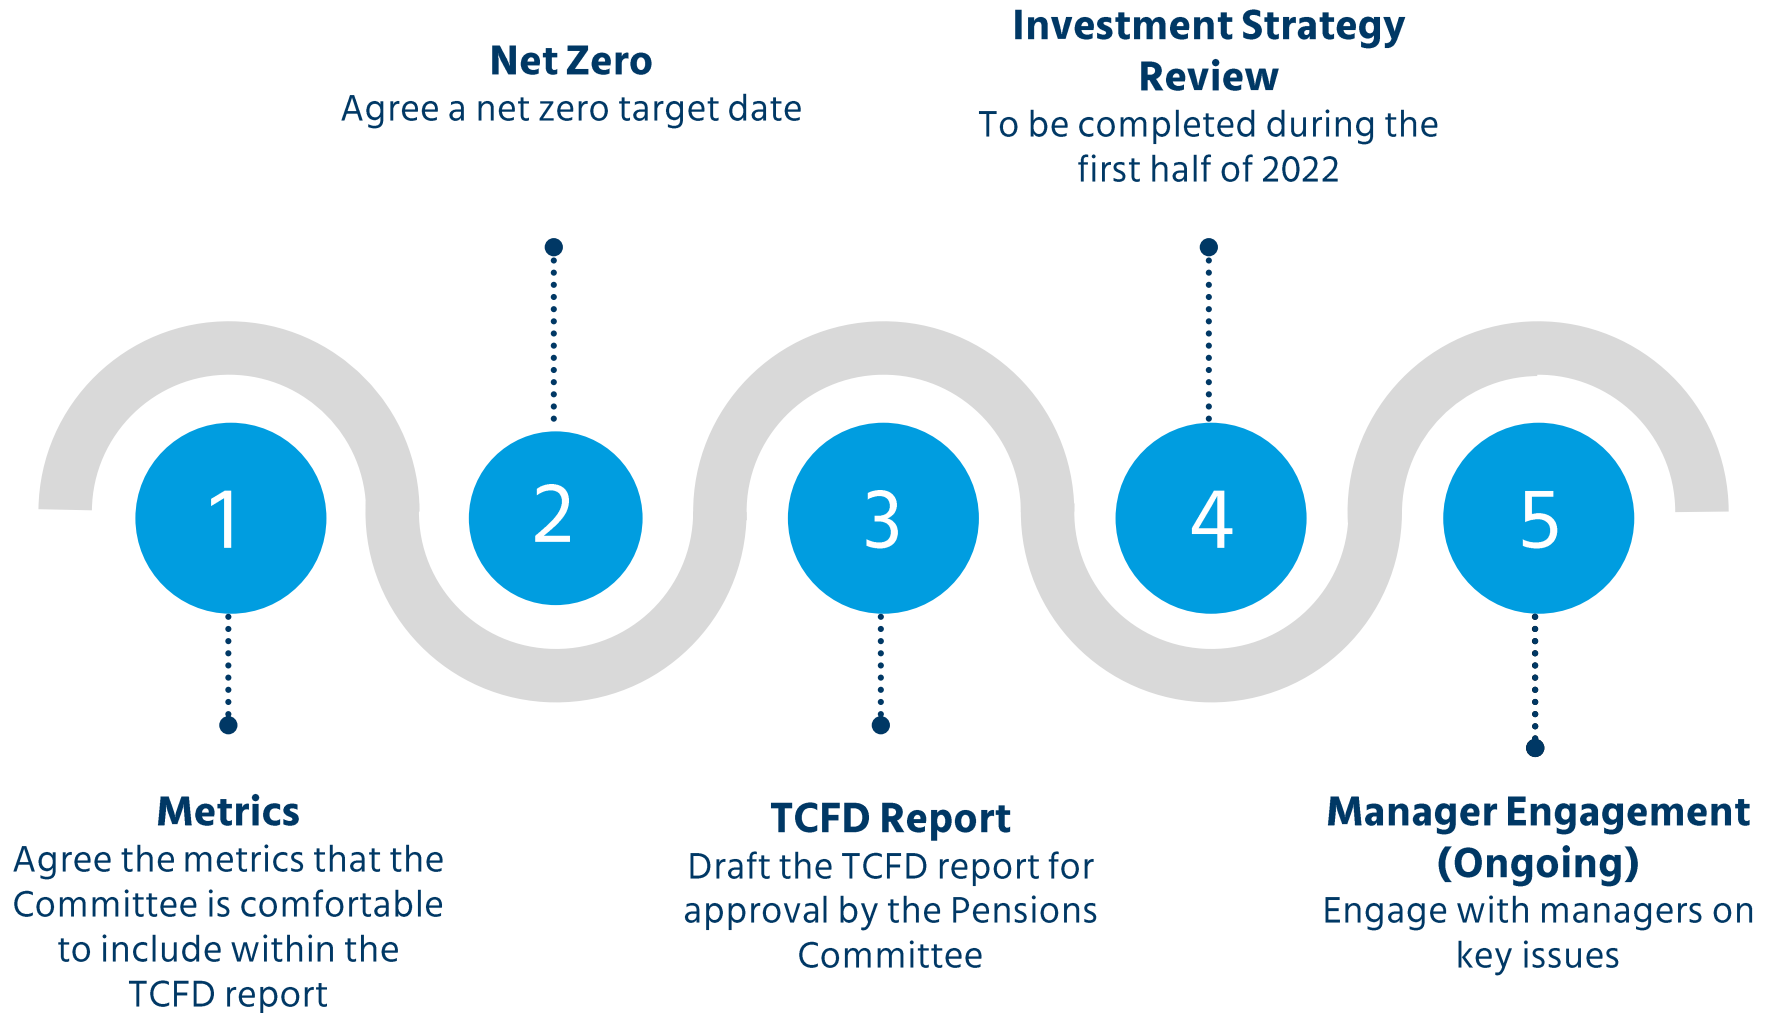 1
Metrics
Agree the metrics that the
Committee is comfortable
to include within the
TCFD report
2
Net Zero
Agree a net zero target date
3
TCFD Report
Draft the TCFD report for
approval by the Pensions
Committee
4
Investment Strategy
Review
To be completed during the
first half of 2022
5
Manager Engagement
(Ongoing)
Engage with managers on
key issues